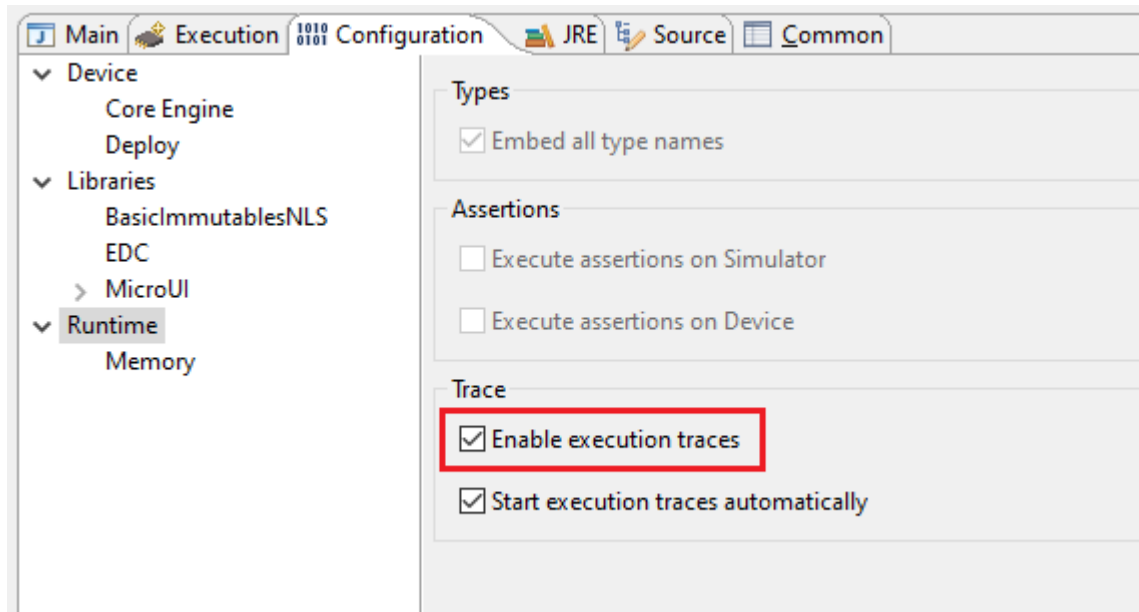 Main Execution 1010 0101 Configuration JRE Source Common
Device
Core Engine
Deploy
Libraries
BasicImmutablesNLS
EDC
MicroUI
Runtime
Memory
Types
Embed all type names
Assertions
Execute assertions on Simulator
Execute assertions on Device
Trace
Enable execution traces
Start execution traces automatically